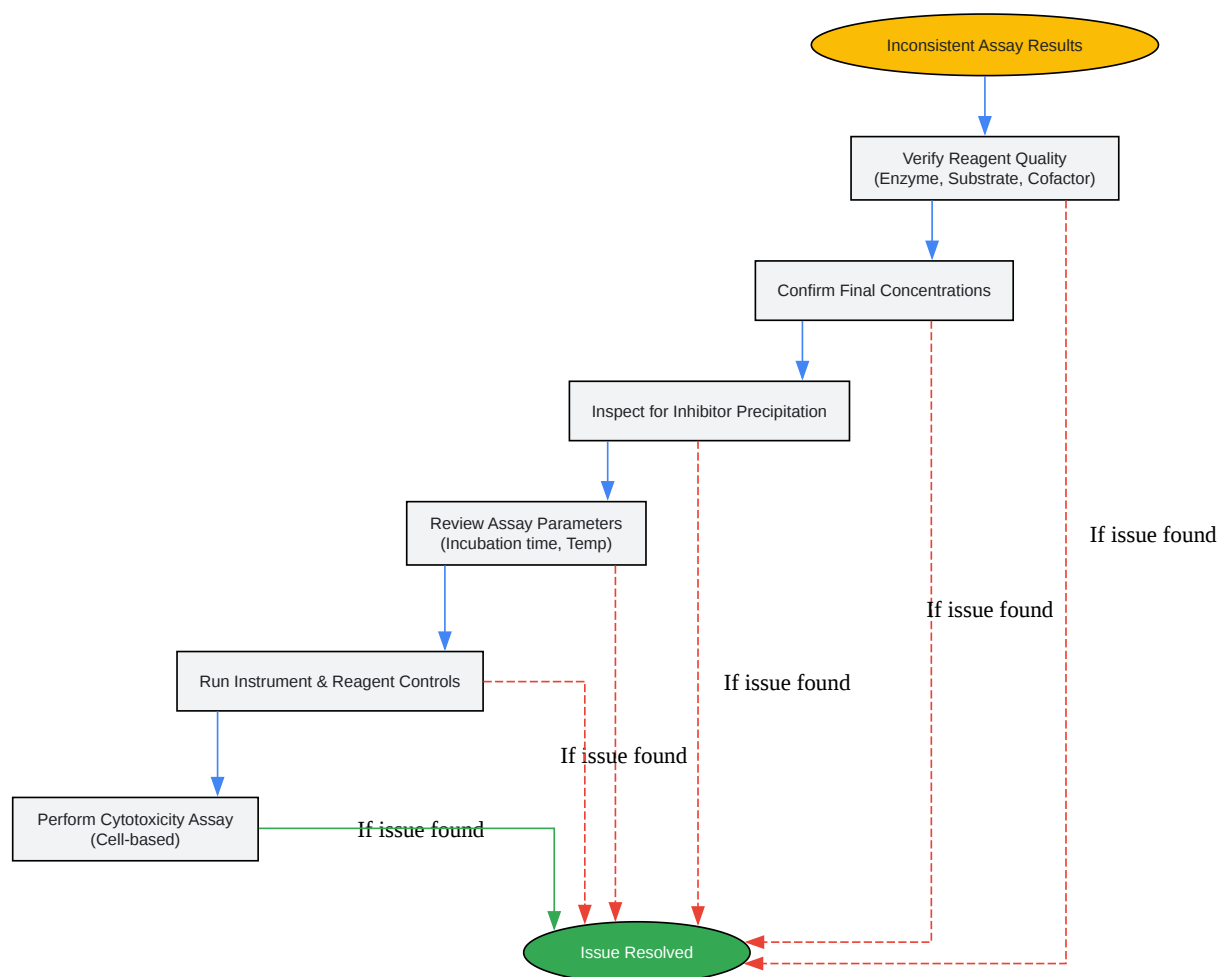 Inconsistent Assay Results
Verify Reagent Quality
(Enzyme, Substrate, Cofactor)
Confirm Final Concentrations
Inspect for Inhibitor Precipitation
Review Assay Parameters
(Incubation time, Temp)
If issue found
If issue found
Run Instrument & Reagent Controls
If issue found
If issue found
Perform Cytotoxicity Assay
(Cell-based)
If issue found
Issue Resolved